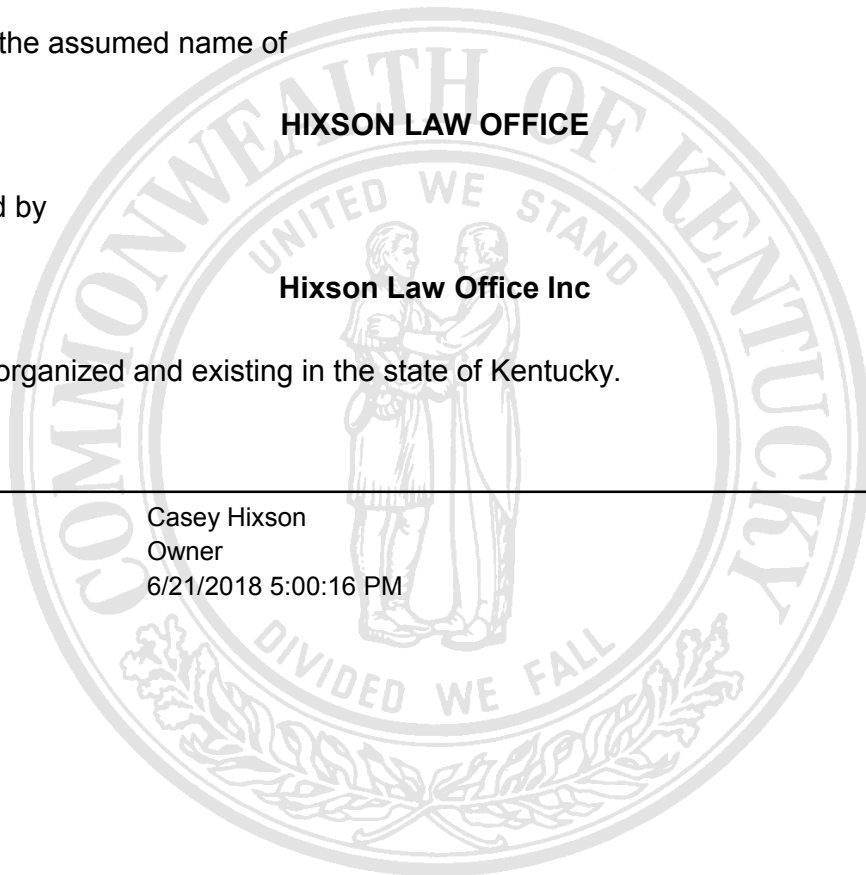 the assumed name of
HIXSON LAW OFFICE
d by
Hixson Law Office Inc
organized and existing in the state of Kentucky.
Casey Hixson
Owner
6/21/2018 5:00:16 PM
COMMONWEALTH OF KENTUCKY
UNITED WE STAND
DIVIDED WE FALL